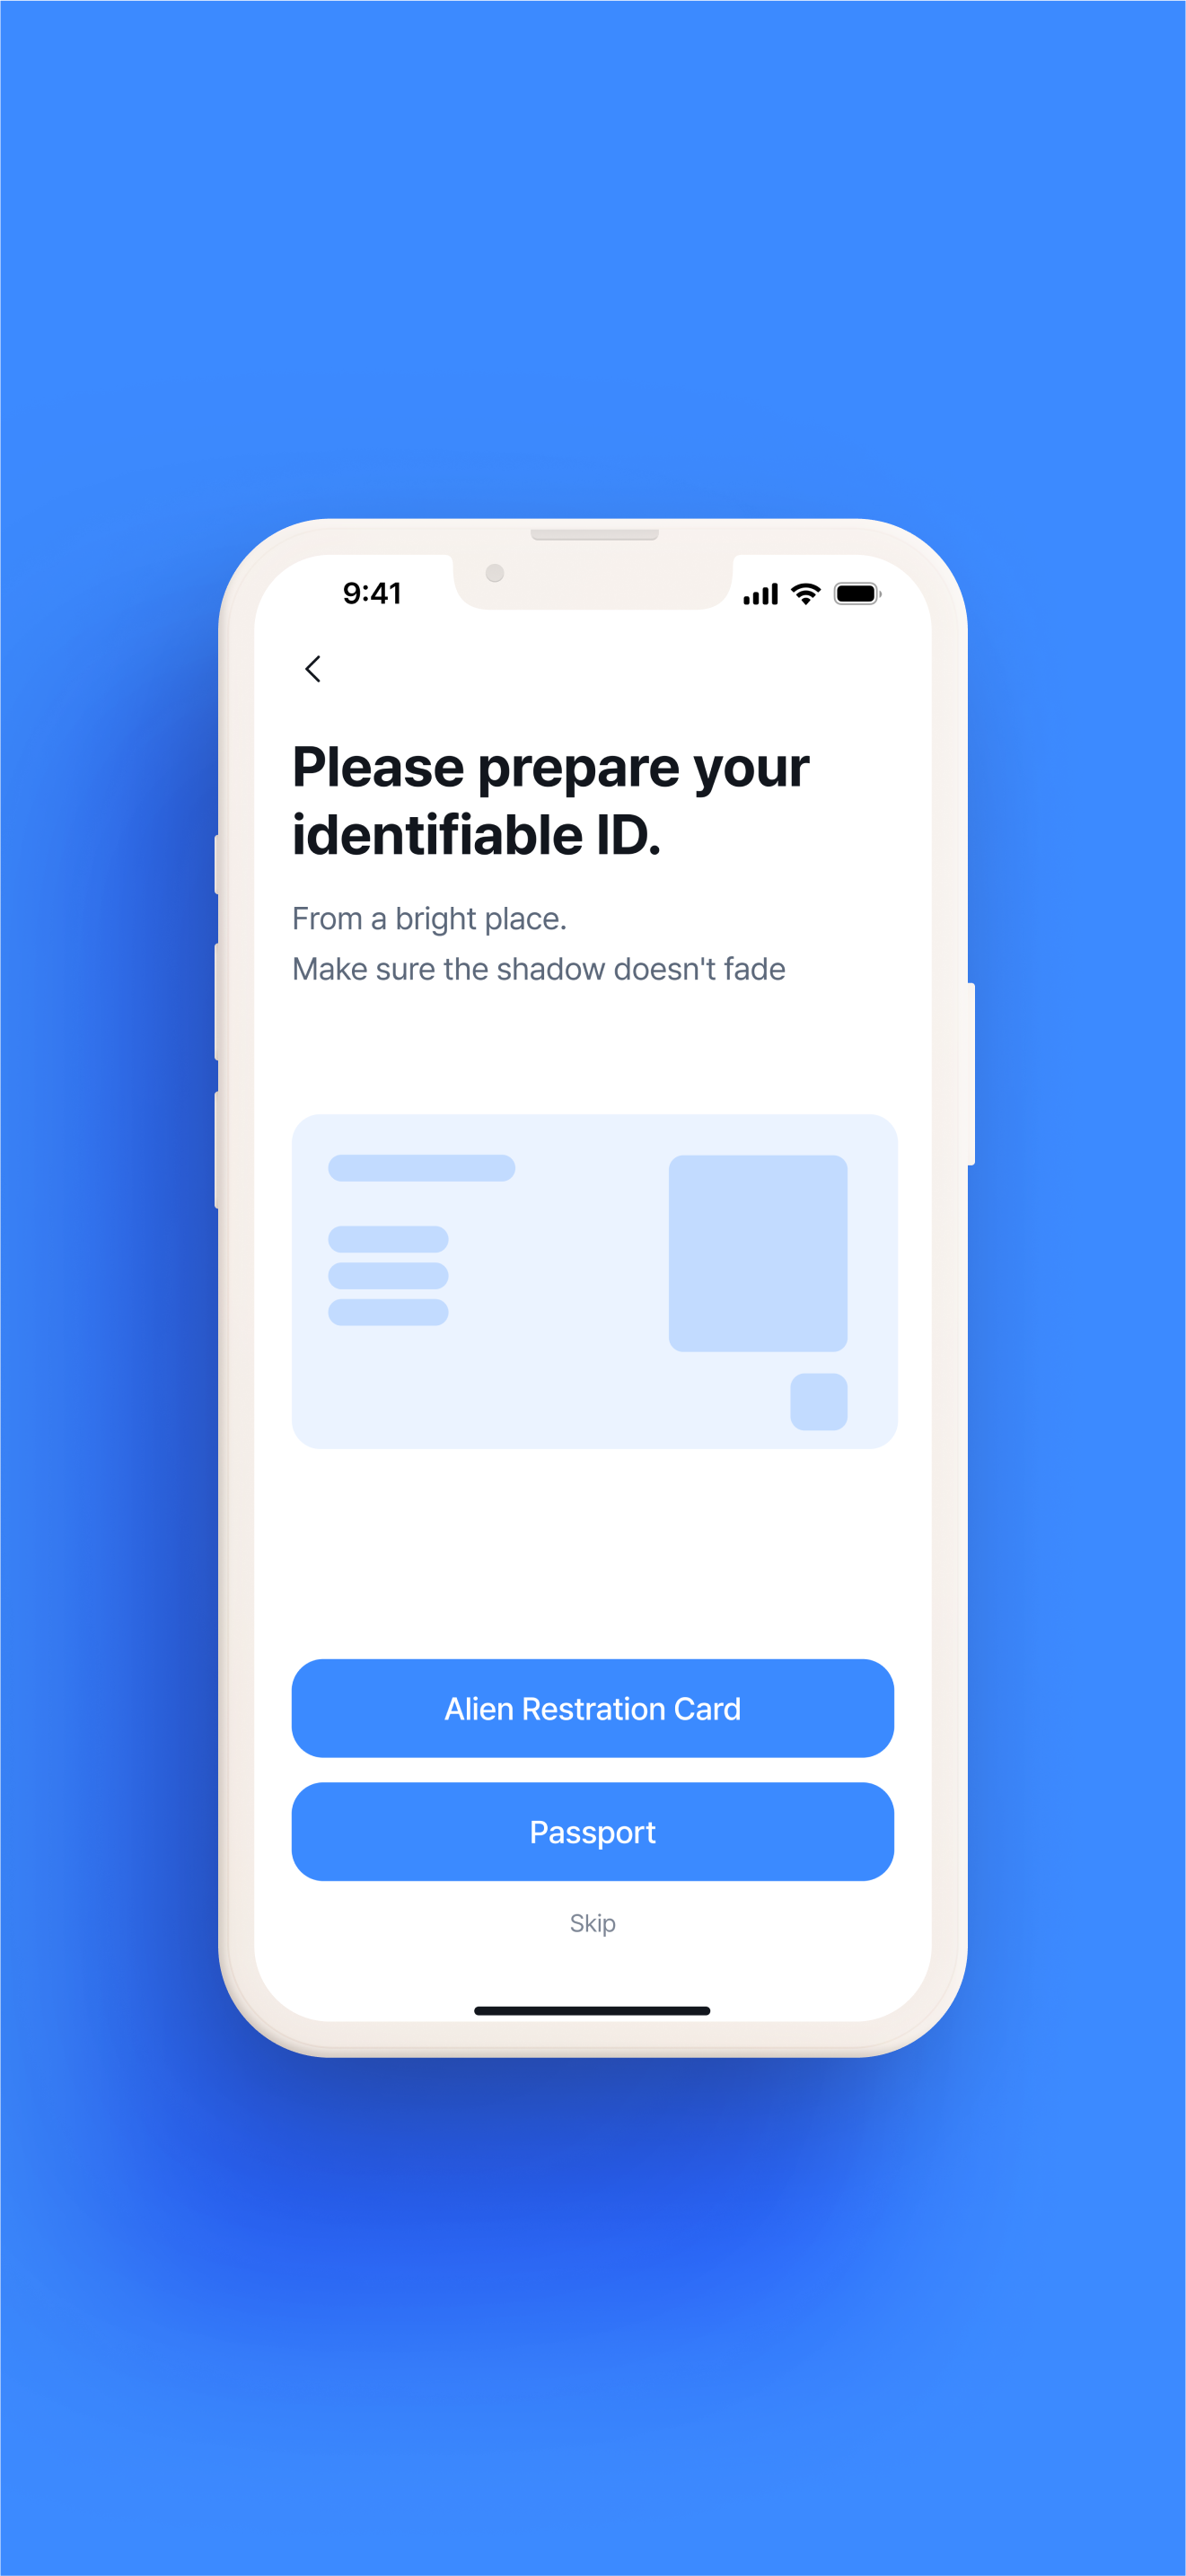 9:41
Please prepare your
identifiable ID.
From a bright place.
Make sure the shadow doesn't fade
Alien Restration Card
Passport
Skip